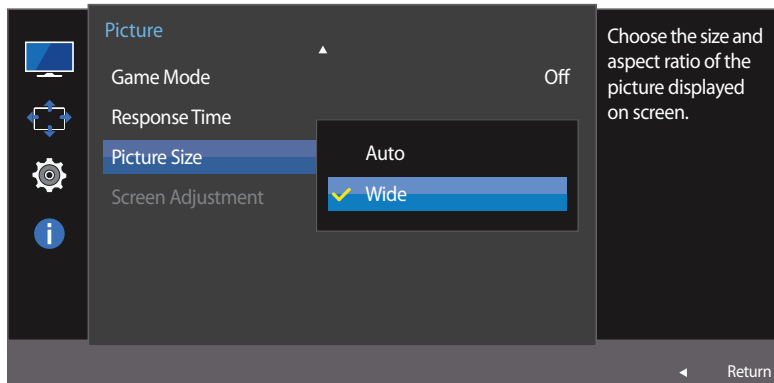 Picture
Game Mode Off
Response Time
Picture Size
Auto
Wide
Screen Adjustment
Choose the size and
aspect ratio of the
picture displayed
on screen.
Return